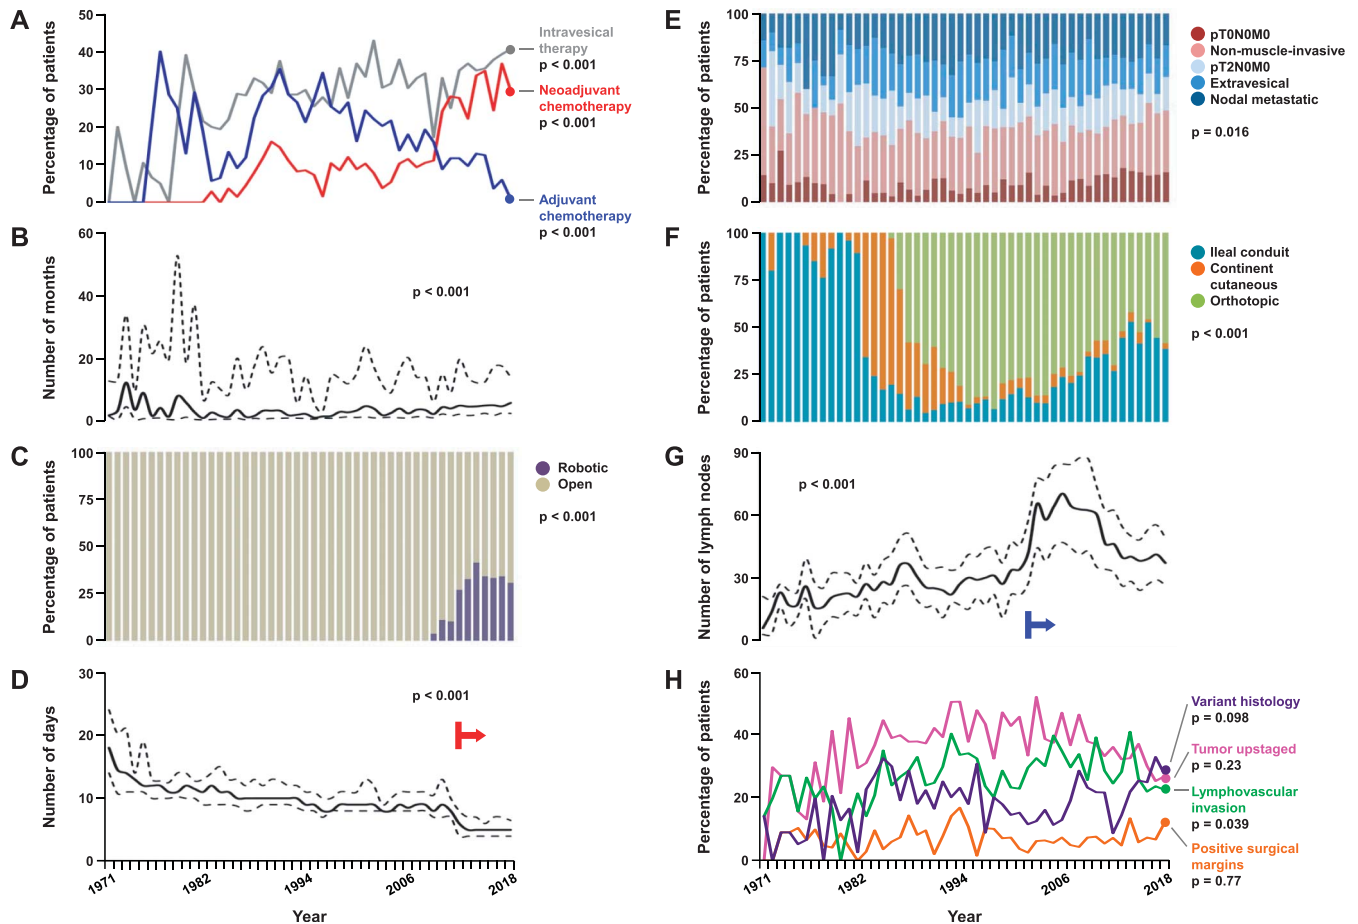 A
Percentage of patients
50
40
30
20
10
0
Intravesical
therapy
p < 0.001
Neoadjuvant
chemotherapy
p < 0.001
Adjuvant
chemotherapy
p < 0.001
B
Number of months
60
40
20
0
p < 0.001
C
Percentage of patients
100
75
50
25
0
Robotic
Open
p < 0.001
D
Number of days
30
20
10
0
p < 0.001
1971
1982
1994
2006
2018
Year
E
Percentage of patients
100
75
50
25
0
pT0N0M0
Non-muscle-invasive
pT2N0M0
Extravesical
Nodal metastatic
p = 0.016
F
Percentage of patients
100
75
50
25
0
Ileal conduit
Continent
cutaneous
Orthotopic
p < 0.001
G
Number of lymph nodes
90
60
30
0
p < 0.001
H
Percentage of patients
60
40
20
0
Variant histology
p = 0.098
Tumor upstaged
p = 0.23
Lymphovascular
invasion
p = 0.039
Positive surgical
margins
p = 0.77
1971
1982
1994
2006
2018
Year